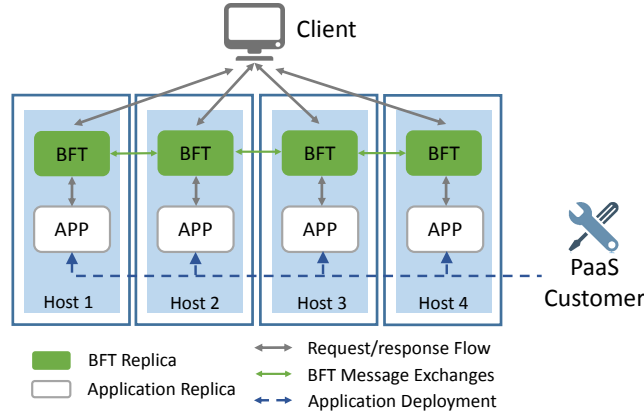 Client
BFT BFT BFT BFT
APP APP APP APP
Host 1 Host 2 Host 3 Host 4
PaaS
Customer
BFT Replica
Application Replica
Request/response Flow
BFT Message Exchanges
Application Deployment